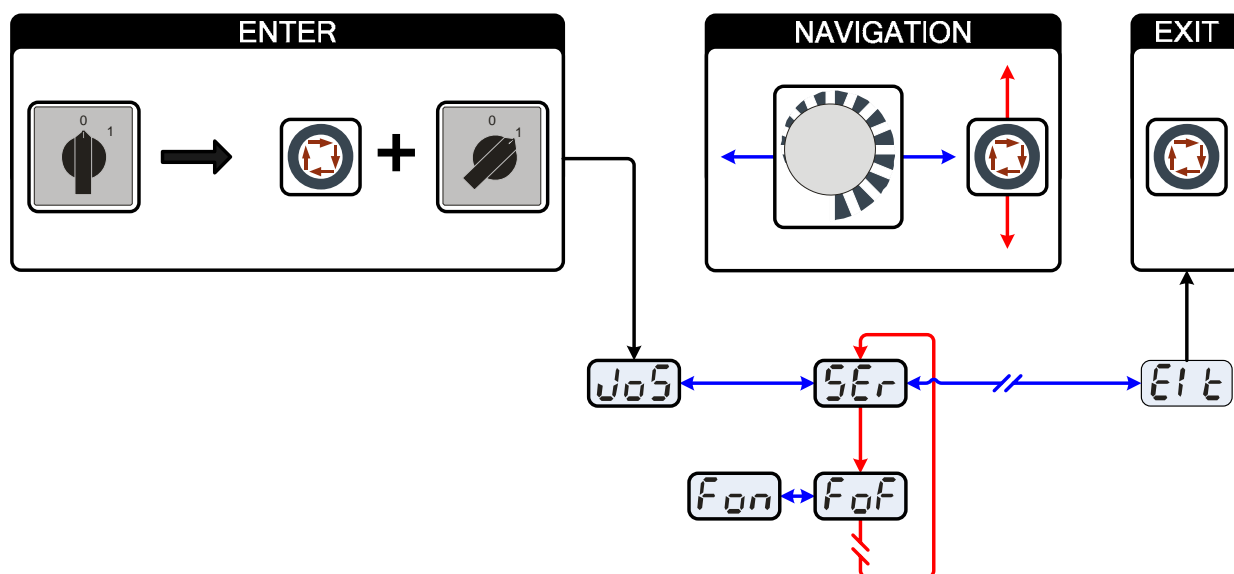 ENTER
NAVIGATION
EXIT
0
1
0
1
JoS
SEr
EIt
Fon
FoF